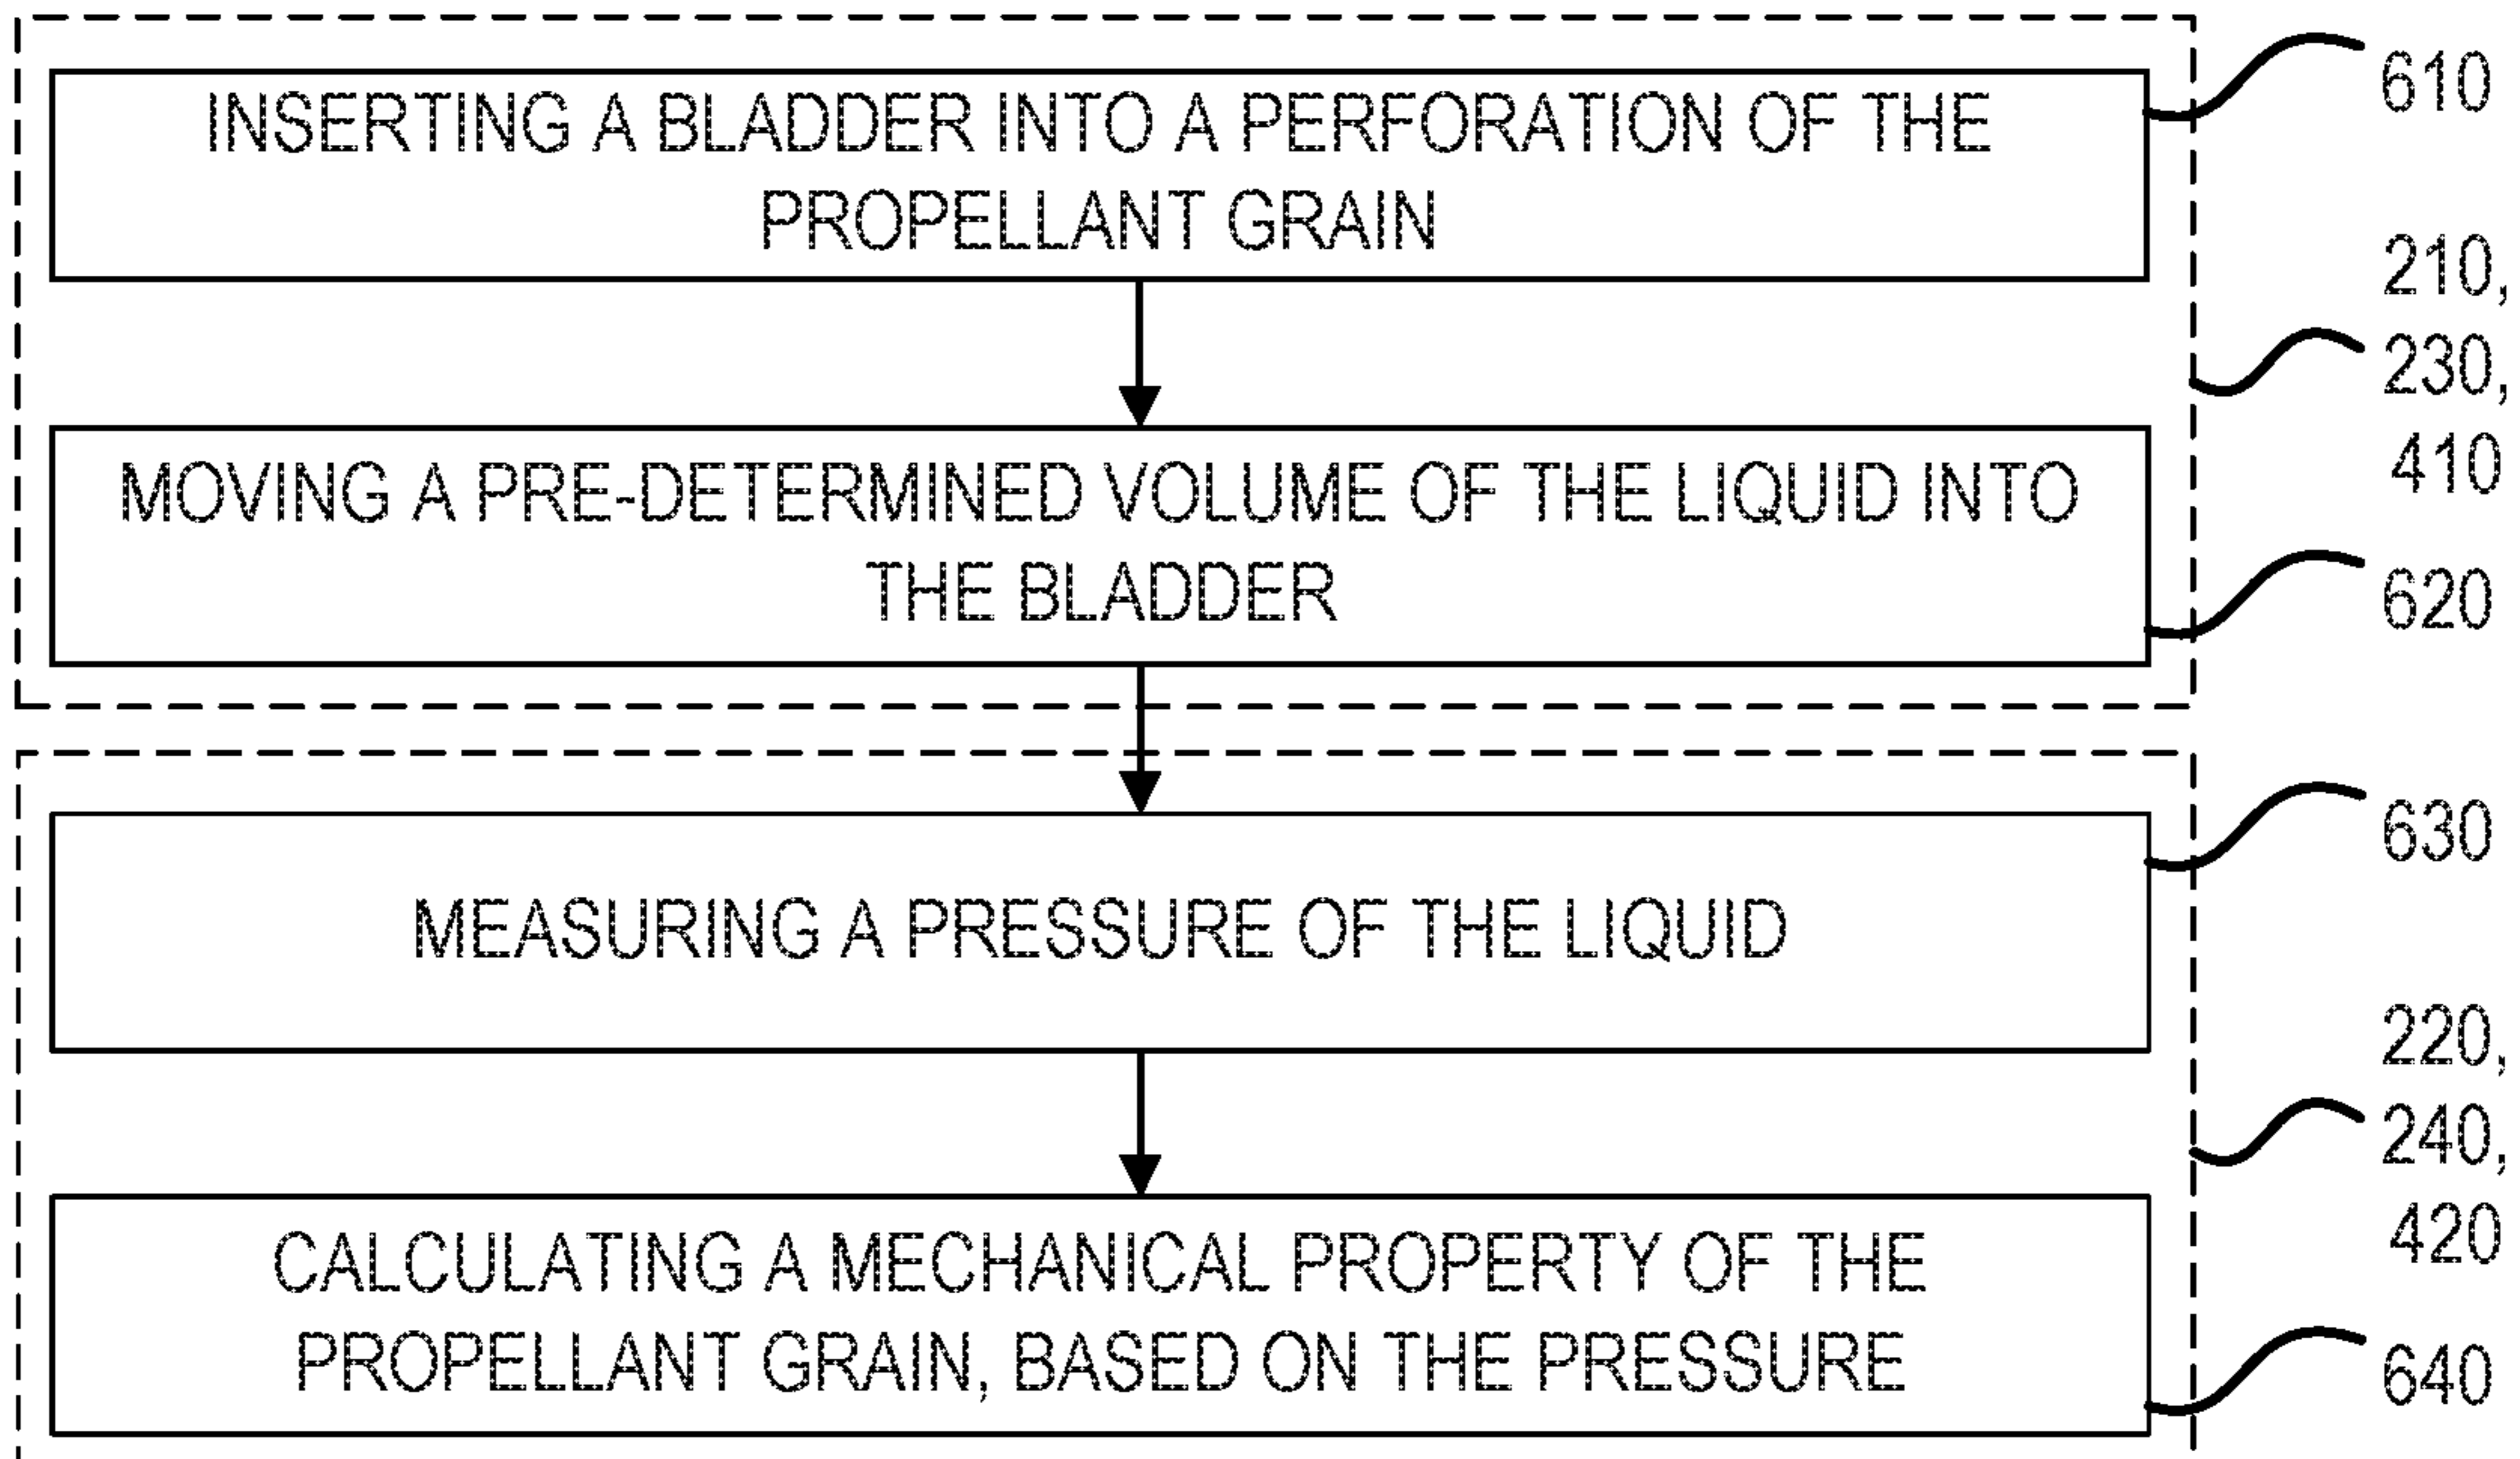 INSERTING A BLADDER INTO A PERFORATION OF THE
PROPELLANT GRAIN
610
210,
230,
410
MOVING A PRE-DETERMINED VOLUME OF THE LIQUID INTO
THE BLADDER
620
MEASURING A PRESSURE OF THE LIQUID
630
220,
240,
420
CALCULATING A MECHANICAL PROPERTY OF THE
PROPELLANT GRAIN, BASED ON THE PRESSURE
640